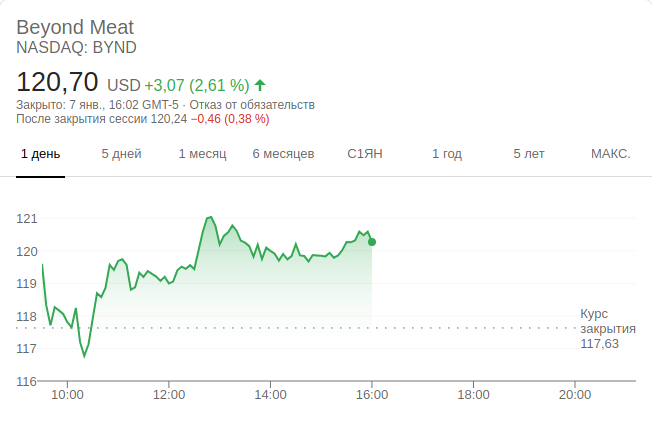 Beyond Meat
NASDAQ: BYND
120,70 USD +3,07 (2,61 %)
Закрыто: 7 янв., 16:02 GMT-5 · Отказ от обязательств
После закрытия сессии 120,24 −0,46 (0,38 %)
1 день 5 дней 1 месяц 6 месяцев С1ЯН 1 год 5 лет МАКС.
121
120
119
118
117
116
Курс
закрытия
117,63
10:00 12:00 14:00 16:00 18:00 20:00